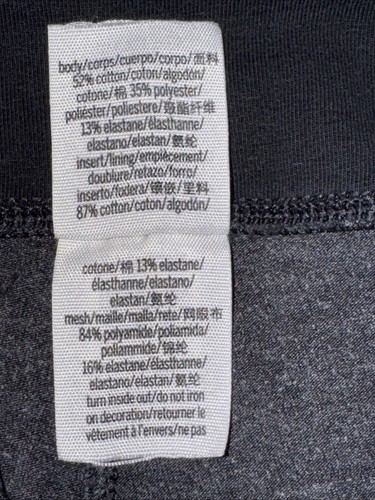 body/corps/cuerpo/corpo/面料
52% cotton/coton/algodón/
cotone/棉 35% polyester/
poliéster/poliestere/聚酯纤维
13% elastane/élasthanne/
elastano/elastan/氨纶
insert/lining/empiècement/
doublure/retazo/forro/
inserto/fodera/镶嵌/里料
87% cotton/coton/algodón/
cotone/棉 13% elastane/
élasthanne/elastano/
elastan/氨纶
mesh/maille/malla/rete/网眼布
84% polyamide/poliamida/
poliammide/锦纶
16% elastane/élasthanne/
elastano/elastan/氨纶
turn inside out/do not iron
on decoration/retourner le
vêtement à l'envers/ne pas